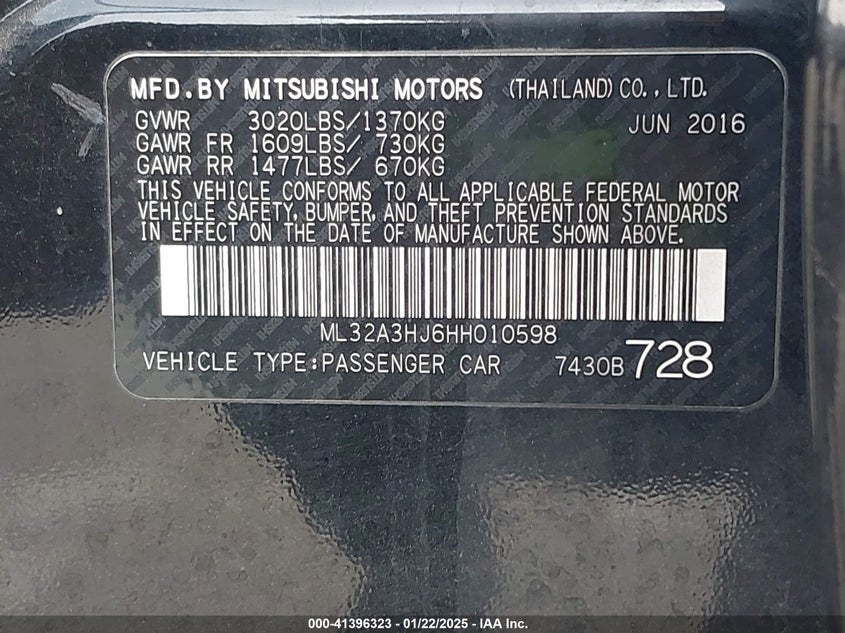 MFD.BY MITSUBISHI MOTORS (THAILAND) CO., LTD.
GVWR 3020LBS/1370KG JUN 2016
GAWR FR 1609LBS/ 730KG
GAWR RR 1477LBS/ 670KG
THIS VEHICLE CONFORMS TO ALL APPLICABLE FEDERAL MOTOR
VEHICLE SAFETY, BUMPER, AND THEFT PREVENTION STANDARDS
IN EFFECT ON THE DATE OF MANUFACTURE SHOWN ABOVE.
ML32A3HJ6HH010598
VEHICLE TYPE:PASSENGER CAR 7430B 728
000-41396323 — 01/22/2025 — IAA Inc.